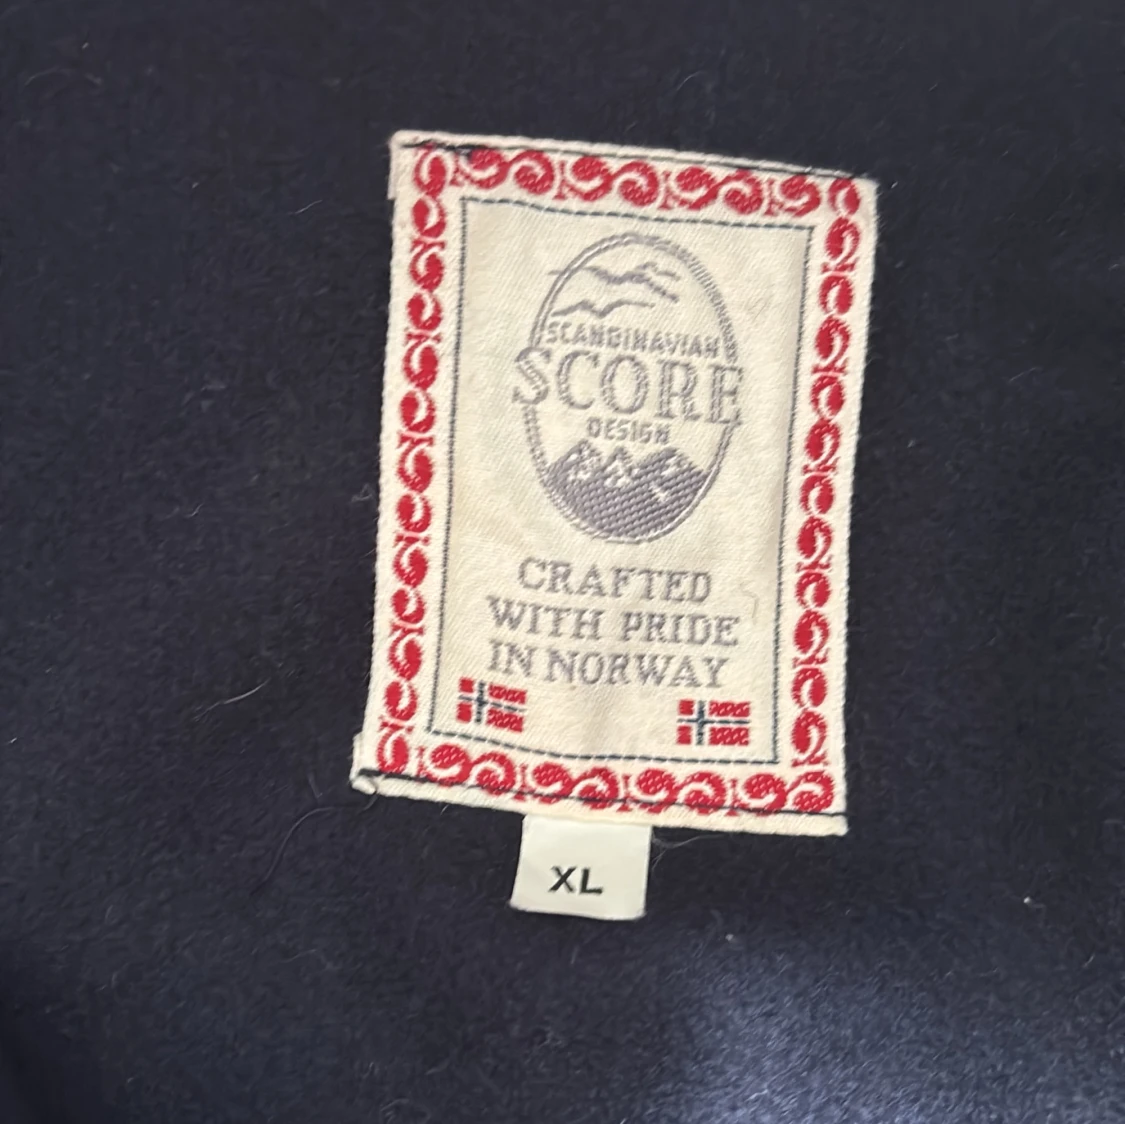 SCANDINAVIAN
SCORE
DESIGN
CRAFTED
WITH PRIDE
IN NORWAY
XL